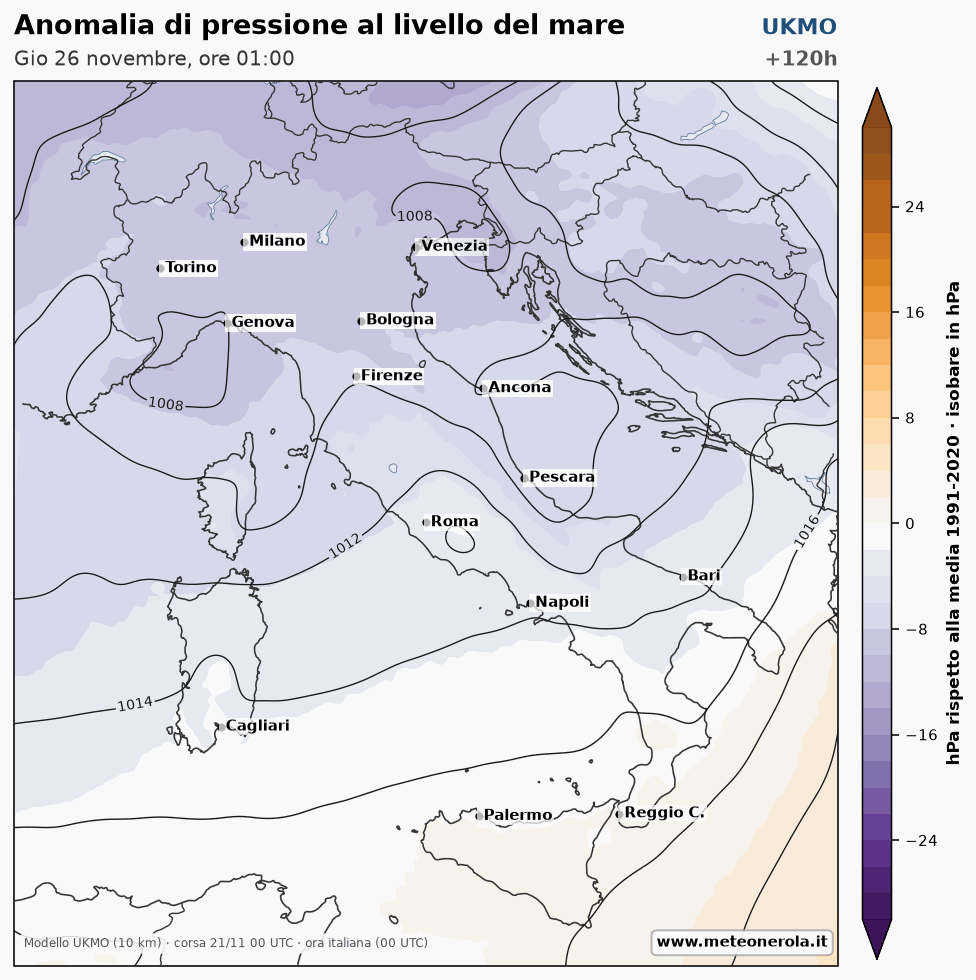 Anomalia di pressione al livello del mare
UKMO
Gio 26 novembre, ore 01:00
+120h
1008
Venezia
Milano
Torino
Genova
Bologna
Firenze
Ancona
1008
Pescara
Roma
1012
1016
Bari
Napoli
1014
Cagliari
Palermo
Reggio C.
Modello UKMO (10 km) · corsa 21/11 00 UTC · ora italiana (00 UTC)
www.meteonerola.it
24
16
8
0
−8
−16
−24
hPa rispetto alla media 1991-2020 · isobare in hPa